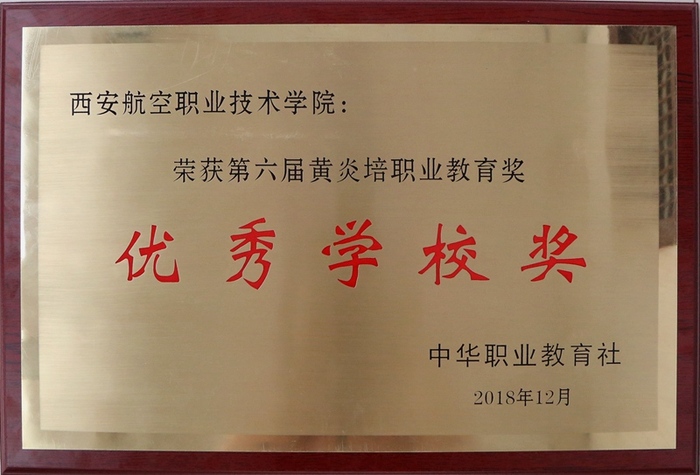 西安航空职业技术学院：
荣获第六届黄炎培职业教育奖
优秀学校奖
中华职业教育社
2018年12月